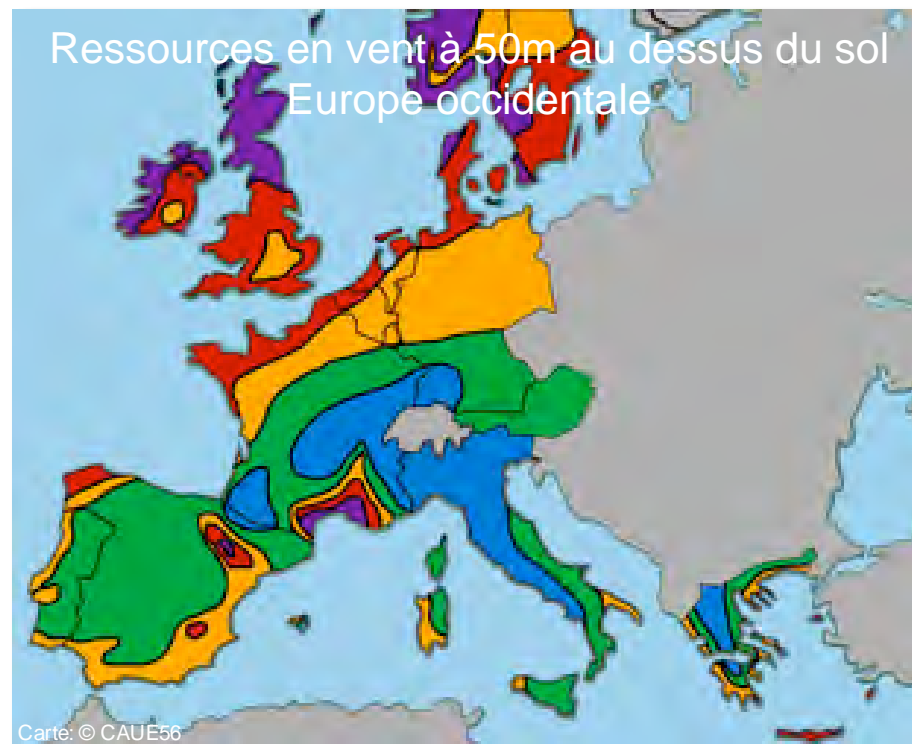 Ressources en vent à 50m au dessus du sol
Europe occidentale
Carte: © CAUE56